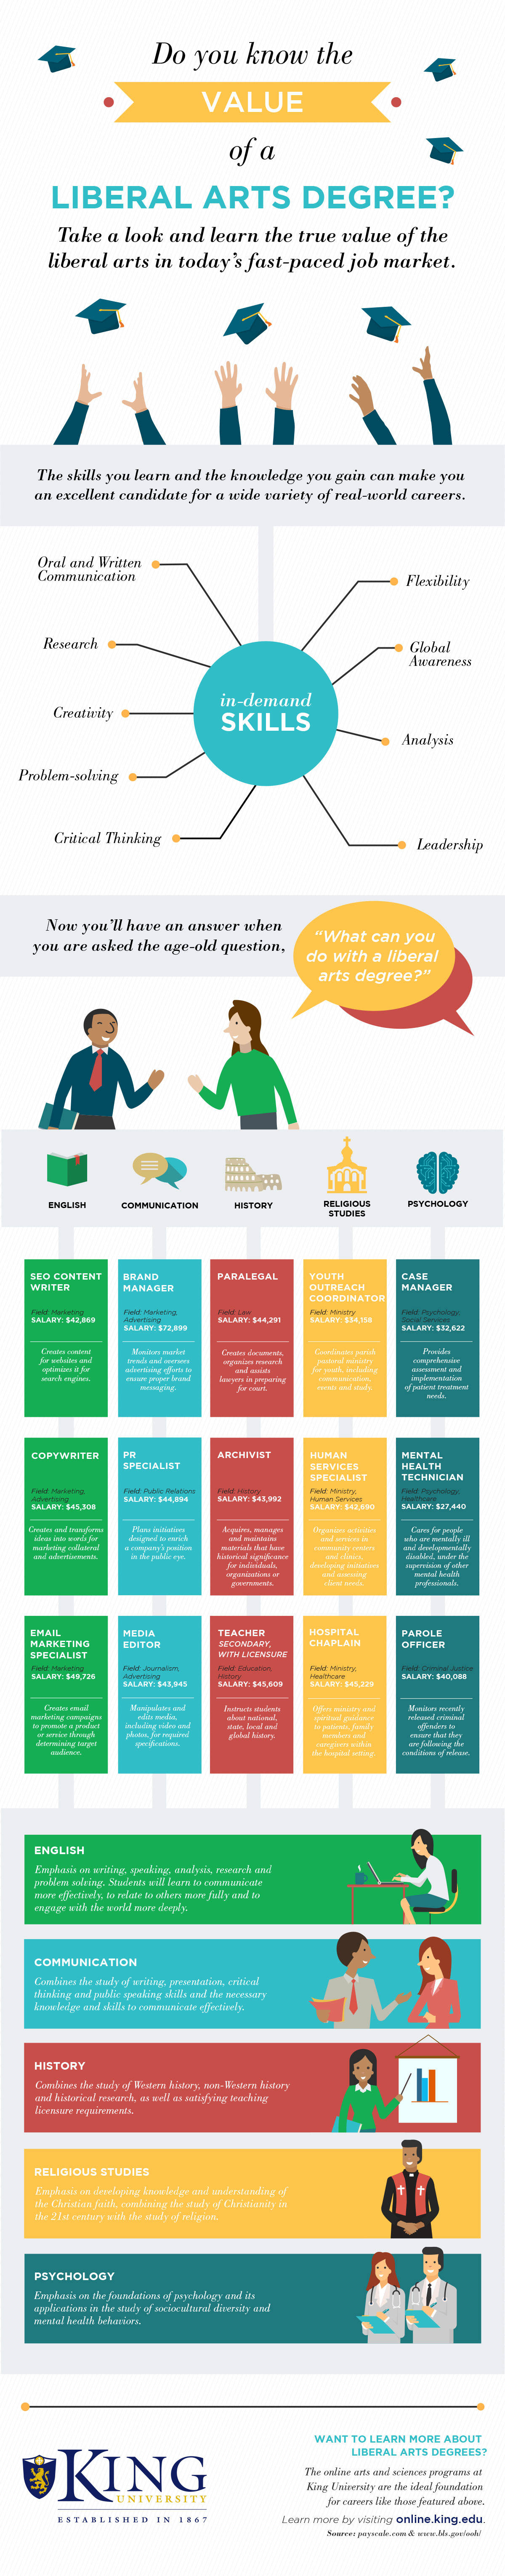 Do you know the
VALUE
of a
LIBERAL ARTS DEGREE?
Take a look and learn the true value of the
liberal arts in today's fast-paced job market.
The skills you learn and the knowledge you gain can make you
an excellent candidate for a wide variety of real-world careers.
Oral and Written
Communication
Research
Creativity
Problem-solving
Critical Thinking
in-demand
SKILLS
Flexibility
Global
Awareness
Analysis
Leadership
Now you'll have an answer when
you are asked the age-old question,
"What can you
do with a liberal
arts degree?"
ENGLISH
COMMUNICATION
HISTORY
RELIGIOUS
STUDIES
PSYCHOLOGY
SEO CONTENT
WRITER
Field: Marketing
SALARY: $42,869
Creates content
for websites and
optimizes it for
search engines.
BRAND
MANAGER
Field: Marketing,
Advertising
SALARY: $72,899
Monitors market
trends and oversees
advertising efforts to
ensure proper brand
messaging.
PARALEGAL
Field: Law
SALARY: $44,291
Creates documents,
organizes research
and assists
lawyers in preparing
for court.
YOUTH
OUTREACH
COORDINATOR
Field: Ministry
SALARY: $34,158
Coordinates parish
pastoral ministry
for youth, including
communication,
events and study.
CASE
MANAGER
Field: Psychology,
Social Services
SALARY: $32,622
Provides
comprehensive
assessment and
implementation
of patient treatment
needs.
COPYWRITER
Field: Marketing,
Advertising
SALARY: $45,308
Creates and transforms
ideas into words for
marketing collateral
and advertisements.
PR
SPECIALIST
Field: Public Relations
SALARY: $44,894
Plans initiatives
designed to enrich
a company's position
in the public eye.
ARCHIVIST
Field: History
SALARY: $43,992
Acquires, manages
and maintains
materials that have
historical significance
for individuals,
organizations or
governments.
HUMAN
SERVICES
SPECIALIST
Field: Ministry,
Human Services
SALARY: $42,690
Organizes activities
and services in
community centers
and clinics,
developing initiatives
and assessing
client needs.
MENTAL
HEALTH
TECHNICIAN
Field: Psychology,
Healthcare
SALARY: $27,440
Cares for people
who are mentally ill
and developmentally
disabled, under the
supervision of other
mental health
professionals.
EMAIL
MARKETING
SPECIALIST
Field: Marketing
SALARY: $49,726
Creates email
marketing campaigns
to promote a product
or service through
determining target
audience.
MEDIA
EDITOR
Field: Journalism,
Advertising
SALARY: $43,945
Manipulates and
edits media,
including video and
photos, for required
specifications.
TEACHER
SECONDARY,
WITH LICENSURE
Field: Education,
History
SALARY: $45,609
Instructs students
about national,
state, local and
global history.
HOSPITAL
CHAPLAIN
Field: Ministry,
Healthcare
SALARY: $45,229
Offers ministry and
spiritual guidance
to patients, family
members and
caregivers within
the hospital setting.
PAROLE
OFFICER
Field: Criminal Justice
SALARY: $40,088
Monitors recently
released criminal
offenders to
ensure that they
are following the
conditions of release.
ENGLISH
Emphasis on writing, speaking, analysis, research and
problem solving. Students will learn to communicate
more effectively, to relate to others more fully and to
engage with the world more deeply.
COMMUNICATION
Combines the study of writing, presentation, critical
thinking and public speaking skills and the necessary
knowledge and skills to communicate effectively.
HISTORY
Combines the study of Western history, non-Western history
and historical research, as well as satisfying teaching
licensure requirements.
RELIGIOUS STUDIES
Emphasis on developing knowledge and understanding of
the Christian faith, combining the study of Christianity in
the 21st century with the study of religion.
PSYCHOLOGY
Emphasis on the foundations of psychology and its
applications in the study of sociocultural diversity and
mental health behaviors.
KING
UNIVERSITY
ESTABLISHED IN 1867
WANT TO LEARN MORE ABOUT
LIBERAL ARTS DEGREES?
The online arts and sciences programs at
King University are the ideal foundation
for careers like those featured above.
Learn more by visiting online.king.edu.
Source: payscale.com & www.bls.gov/ooh/